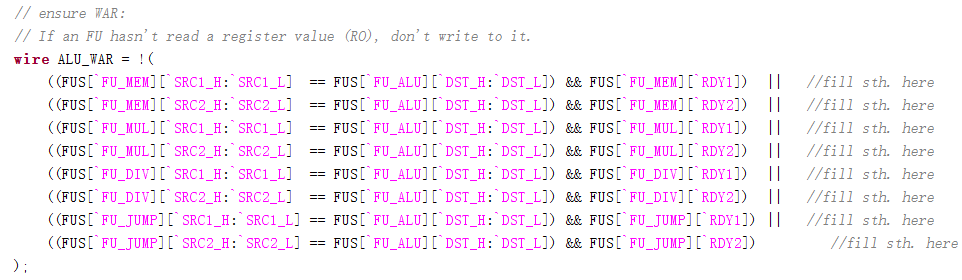 // ensure WAR:
// If an FU hasn't read a register value (RO), don't write to it.
wire ALU_WAR = !(
((FUS[`FU_MEM][`SRC1_H:`SRC1_L] == FUS[`FU_ALU][`DST_H:`DST_L]) && FUS[`FU_MEM][`RDY1]) || //fill sth. here
((FUS[`FU_MEM][`SRC2_H:`SRC2_L] == FUS[`FU_ALU][`DST_H:`DST_L]) && FUS[`FU_MEM][`RDY2]) || //fill sth. here
((FUS[`FU_MUL][`SRC1_H:`SRC1_L] == FUS[`FU_ALU][`DST_H:`DST_L]) && FUS[`FU_MUL][`RDY1]) || //fill sth. here
((FUS[`FU_MUL][`SRC2_H:`SRC2_L] == FUS[`FU_ALU][`DST_H:`DST_L]) && FUS[`FU_MUL][`RDY2]) || //fill sth. here
((FUS[`FU_DIV][`SRC1_H:`SRC1_L] == FUS[`FU_ALU][`DST_H:`DST_L]) && FUS[`FU_DIV][`RDY1]) || //fill sth. here
((FUS[`FU_DIV][`SRC2_H:`SRC2_L] == FUS[`FU_ALU][`DST_H:`DST_L]) && FUS[`FU_DIV][`RDY2]) || //fill sth. here
((FUS[`FU_JUMP][`SRC1_H:`SRC1_L] == FUS[`FU_ALU][`DST_H:`DST_L]) && FUS[`FU_JUMP][`RDY1]) || //fill sth. here
((FUS[`FU_JUMP][`SRC2_H:`SRC2_L] == FUS[`FU_ALU][`DST_H:`DST_L]) && FUS[`FU_JUMP][`RDY2]) //fill sth. here
);